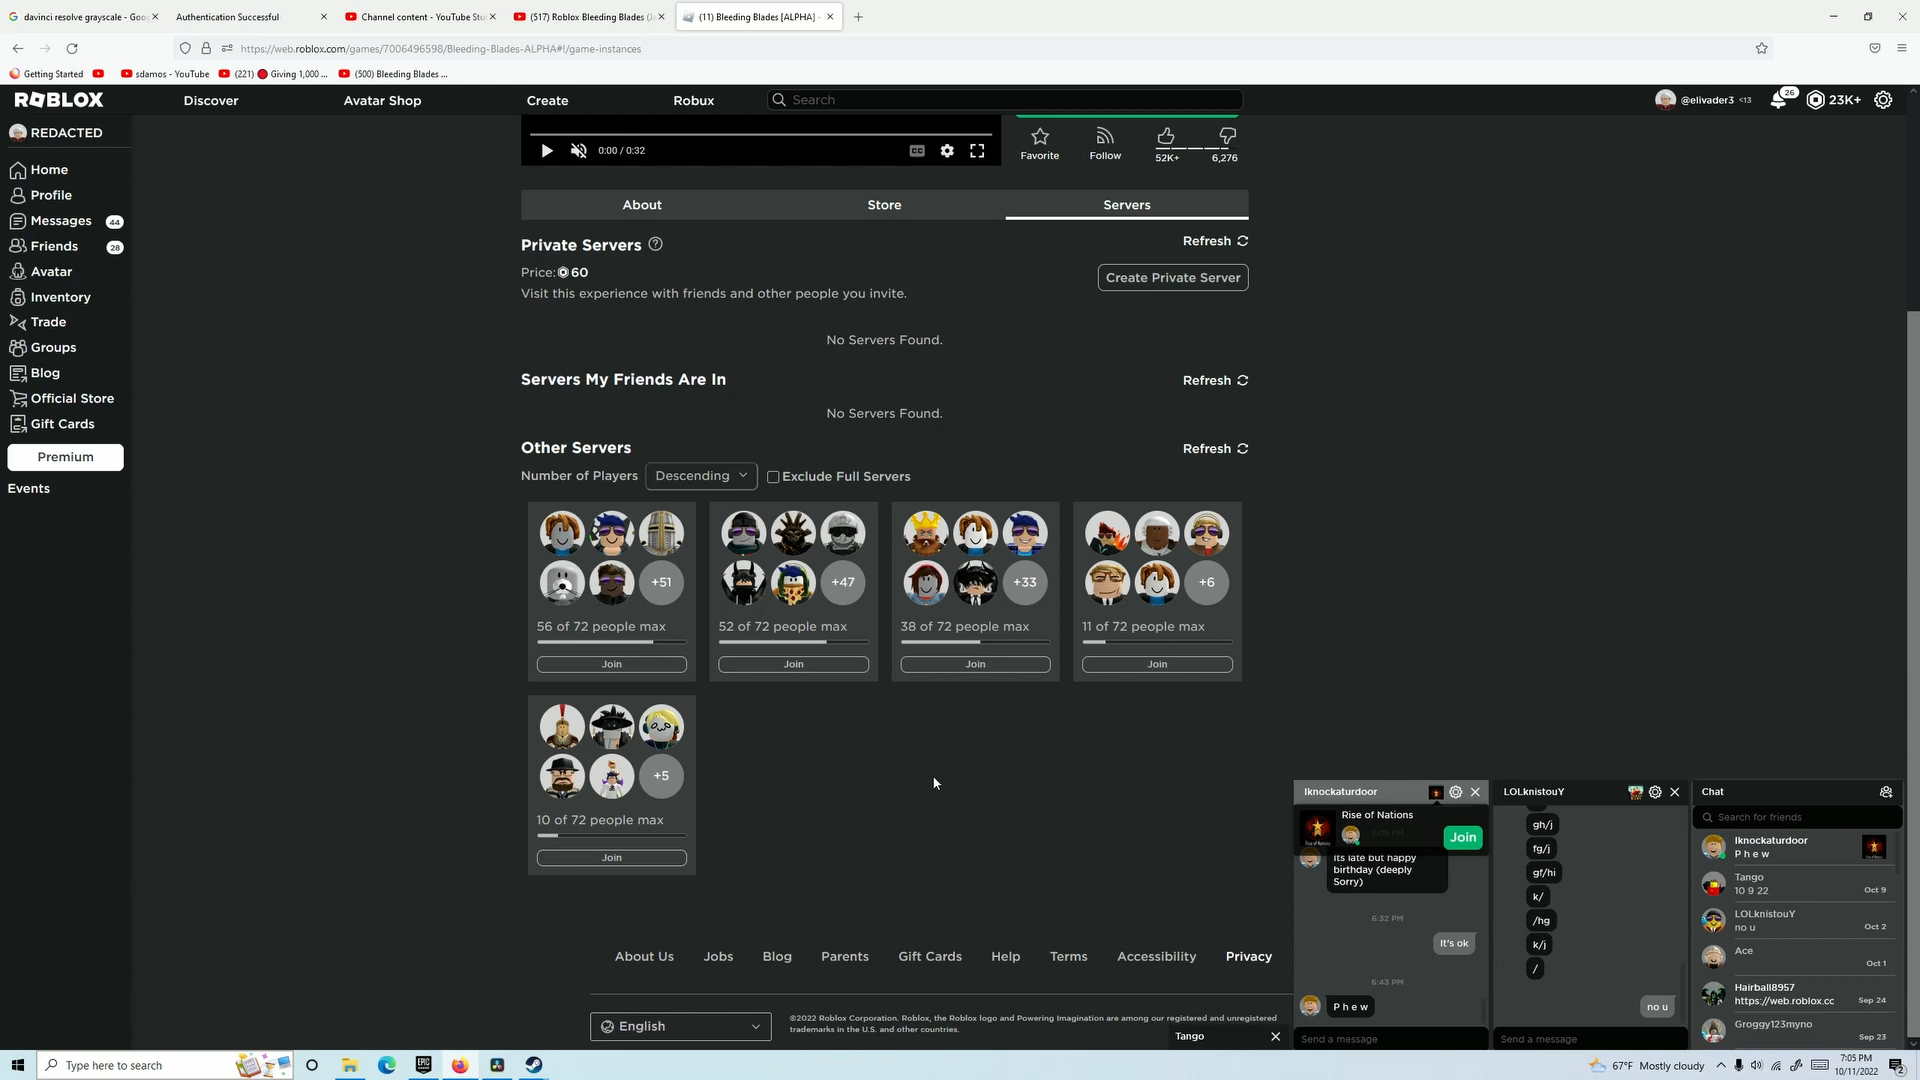 davinci resolve grayscale - Goog
Authentication Successful
Channel content - YouTube Stu
(517) Roblox Bleeding Blades (Ja
(11) Bleeding Blades [ALPHA] -
https://web.roblox.com/games/7006496598/Bleeding-Blades-ALPHA#!/game-instances
Getting Started
sdamos - YouTube
(221) 🔴 Giving 1,000 ...
(500) Bleeding Blades ...
ROBLOX
Discover
Avatar Shop
Create
Robux
Search
@elivader3 <13
26
23K+
REDACTED
Home
Profile
Messages 44
Friends 28
Avatar
Inventory
Trade
Groups
Blog
Official Store
Gift Cards
Premium
Events
0:00 / 0:32
CC
Favorite
Follow
52K+
6,276
About
Store
Servers
Private Servers
Refresh
Price: 60
Create Private Server
Visit this experience with friends and other people you invite.
No Servers Found.
Servers My Friends Are In
Refresh
No Servers Found.
Other Servers
Refresh
Number of Players
Descending
Exclude Full Servers
+51
56 of 72 people max
Join
+47
52 of 72 people max
Join
+33
38 of 72 people max
Join
+6
11 of 72 people max
Join
+5
10 of 72 people max
Join
About Us
Jobs
Blog
Parents
Gift Cards
Help
Terms
Accessibility
Privacy
English
©2022 Roblox Corporation. Roblox, the Roblox logo and Powering Imagination are among our registered and unregistered
trademarks in the U.S. and other countries.
Tango
Iknockaturdoor
Rise of Nations
Join
Its late but happy
birthday (deeply
Sorry)
6:32 PM
It's ok
6:43 PM
P h e w
Send a message
LOLknistouY
gh/j
fg/j
gf/hi
k/
/hg
k/j
/
no u
Send a message
Chat
Search for friends
Iknockaturdoor
P h e w
Tango
10 9 22
Oct 9
LOLknistouY
no u
Oct 2
Ace
Oct 1
Hairball8957
https://web.roblox.cc
Sep 24
Groggy123myno
Sep 23
Type here to search
EPIC
67°F Mostly cloudy
7:05 PM
10/11/2022
2